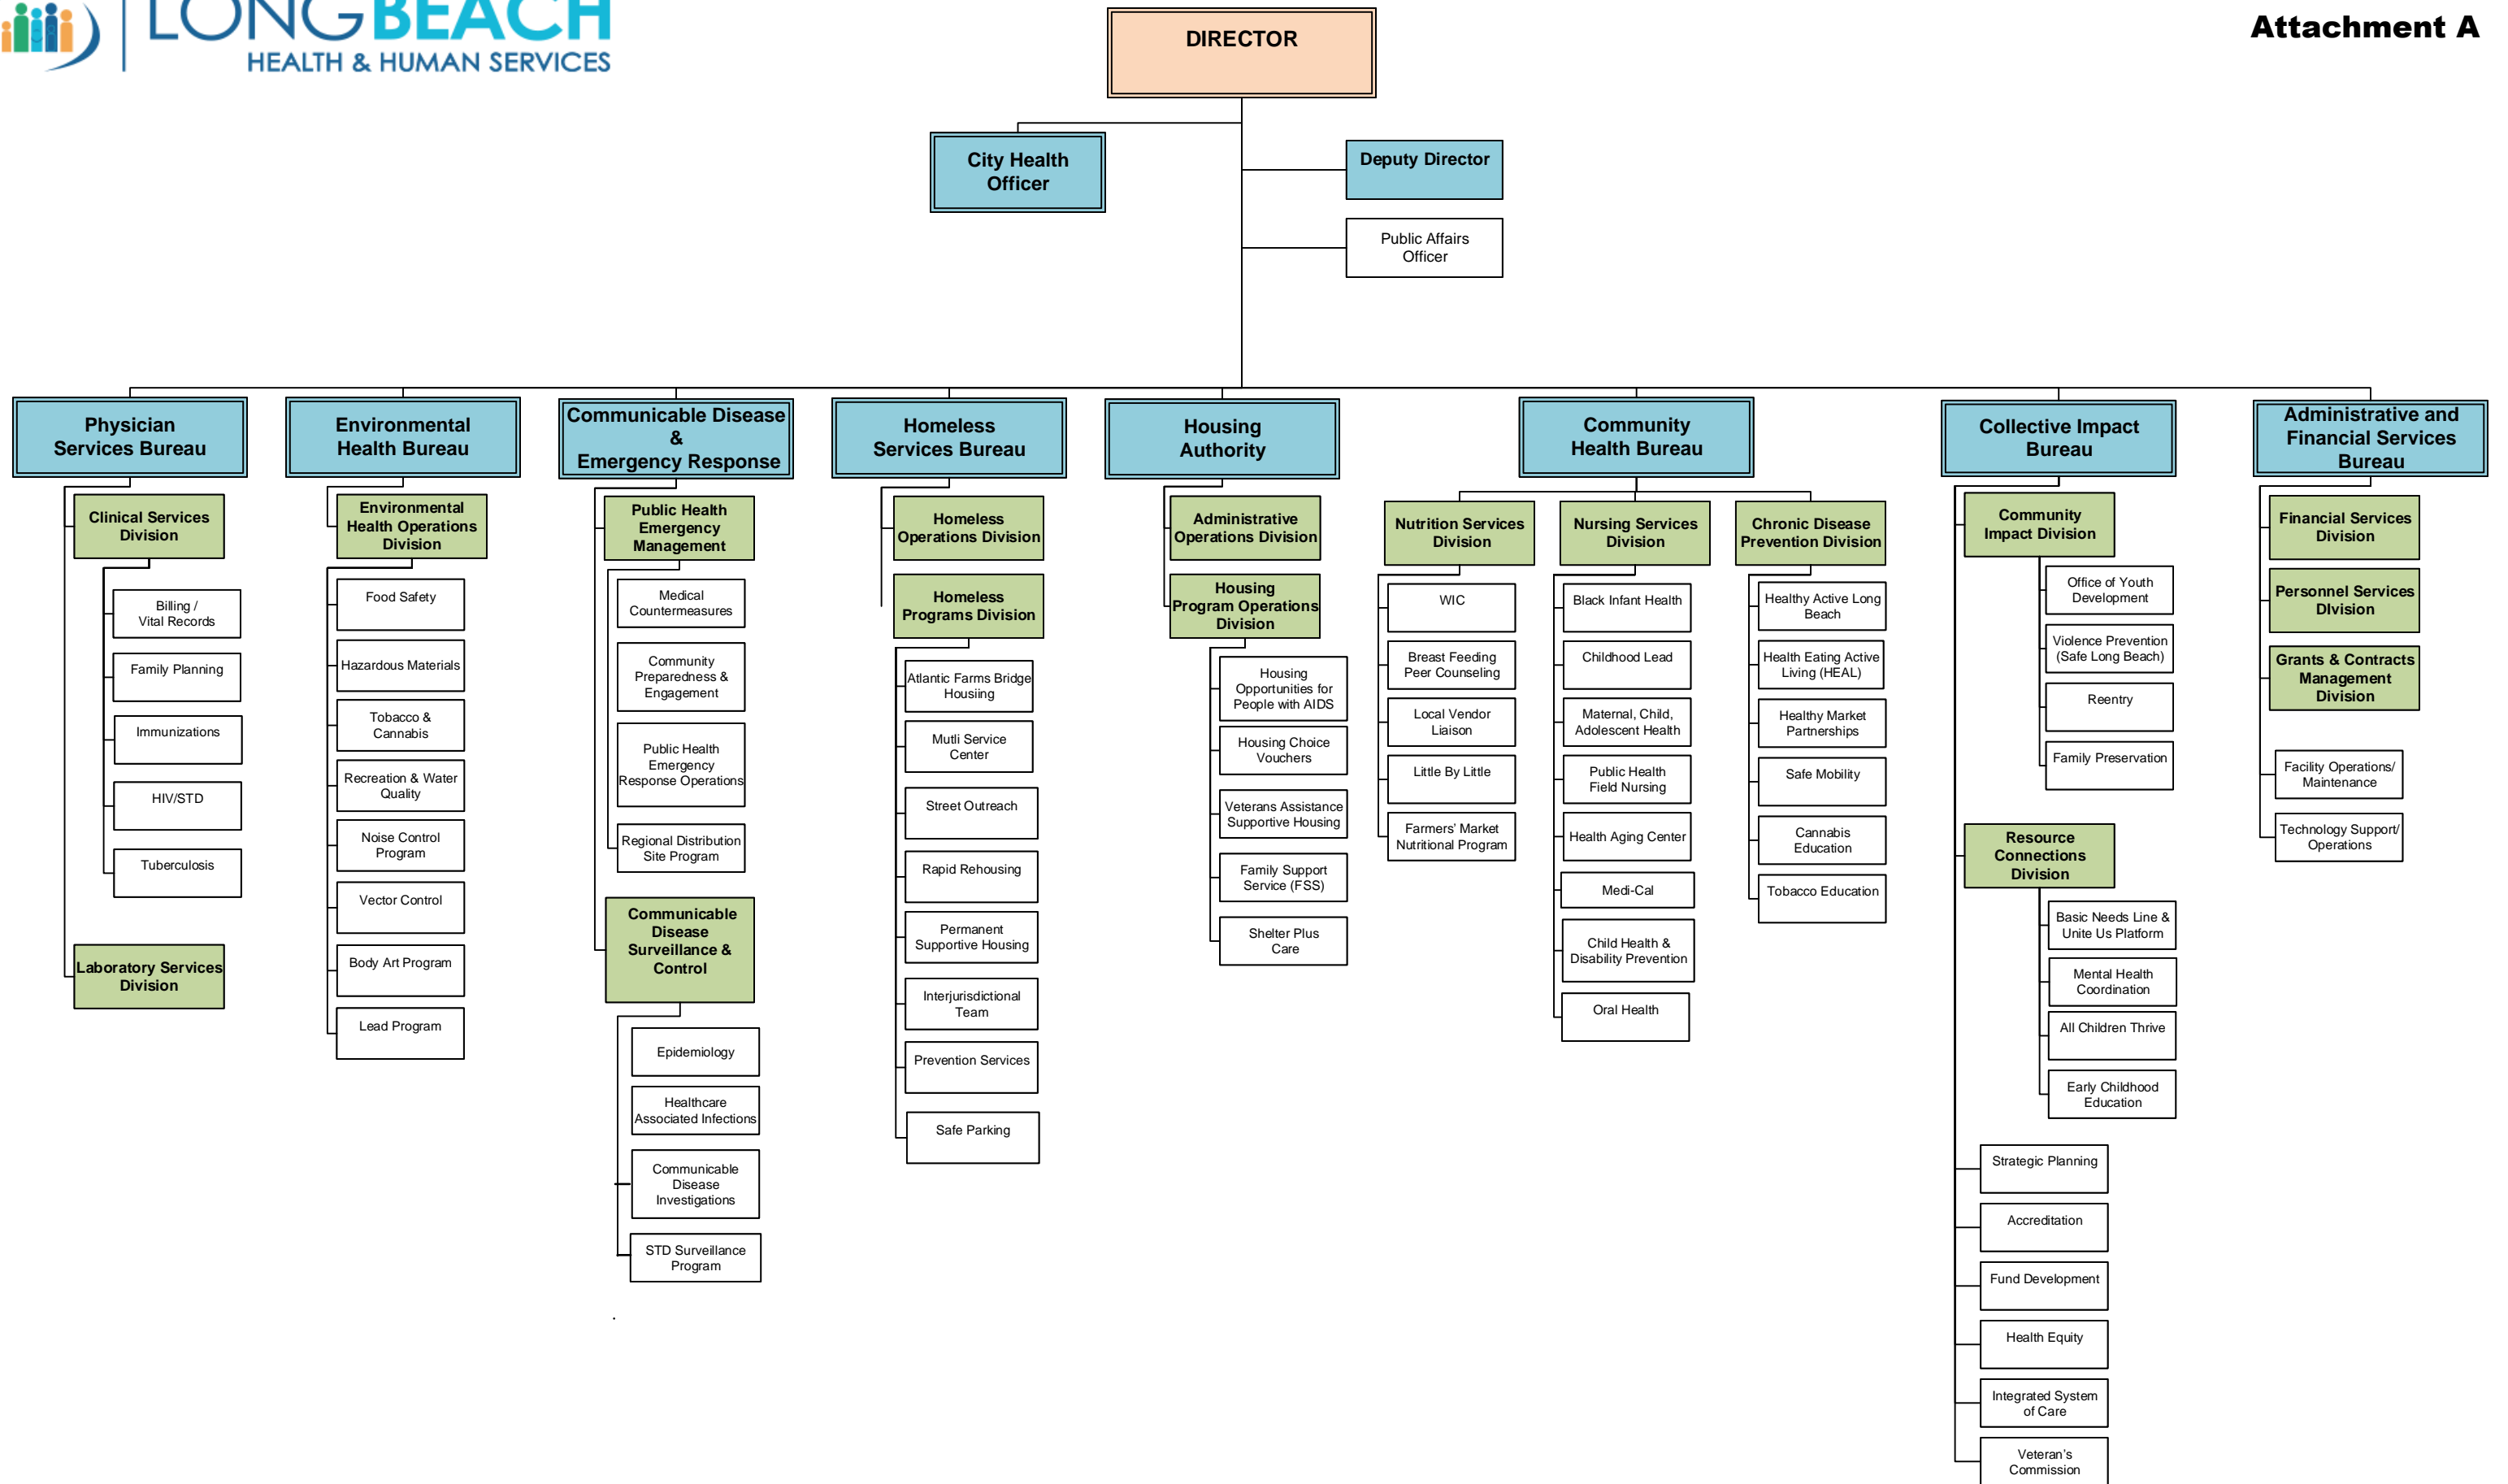 LONGBEACH
HEALTH & HUMAN SERVICES
Attachment A
DIRECTOR
City Health
Officer
Deputy Director
Public Affairs
Officer
Physician
Services Bureau
Clinical Services
Division
Billing /
Vital Records
Family Planning
Immunizations
HIV/STD
Tuberculosis
Laboratory Services
Division
Environmental
Health Bureau
Environmental
Health Operations
Division
Food Safety
Hazardous Materials
Tobacco &
Cannabis
Recreation & Water
Quality
Noise Control
Program
Vector Control
Body Art Program
Lead Program
Communicable Disease
&
Emergency Response
Public Health
Emergency
Management
Medical
Countermeasures
Community
Preparedness &
Engagement
Public Health
Emergency
Response Operations
Regional Distribution
Site Program
Communicable
Disease
Surveillance &
Control
Epidemiology
Healthcare
Associated Infections
Communicable
Disease
Investigations
STD Surveillance
Program
.
Homeless
Services Bureau
Homeless
Operations Division
Homeless
Programs Division
Atlantic Farms Bridge
Housiing
Mutli Service
Center
Street Outreach
Rapid Rehousing
Permanent
Supportive Housing
Interjurisdictional
Team
Prevention Services
Safe Parking
Housing
Authority
Administrative
Operations Division
Housing
Program Operations
Division
Housing
Opportunities for
People with AIDS
Housing Choice
Vouchers
Veterans Assistance
Supportive Housing
Family Support
Service (FSS)
Shelter Plus
Care
Community
Health Bureau
Nutrition Services
Division
WIC
Breast Feeding
Peer Counseling
Local Vendor
Liaison
Little By Little
Farmers' Market
Nutritional Program
Nursing Services
Division
Black Infant Health
Childhood Lead
Maternal, Child,
Adolescent Health
Public Health
Field Nursing
Health Aging Center
Medi-Cal
Child Health &
Disability Prevention
Oral Health
Chronic Disease
Prevention Division
Healthy Active Long
Beach
Health Eating Active
Living (HEAL)
Healthy Market
Partnerships
Safe Mobility
Cannabis
Education
Tobacco Education
Collective Impact
Bureau
Community
Impact Division
Office of Youth
Development
Violence Prevention
(Safe Long Beach)
Reentry
Family Preservation
Resource
Connections
Division
Basic Needs Line &
Unite Us Platform
Mental Health
Coordination
All Children Thrive
Early Childhood
Education
Strategic Planning
Accreditation
Fund Development
Health Equity
Integrated System
of Care
Veteran's
Commission
Administrative and
Financial Services
Bureau
Financial Services
Division
Personnel Services
DIvision
Grants & Contracts
Management
Division
Facility Operations/
Maintenance
Technology Support/
Operations